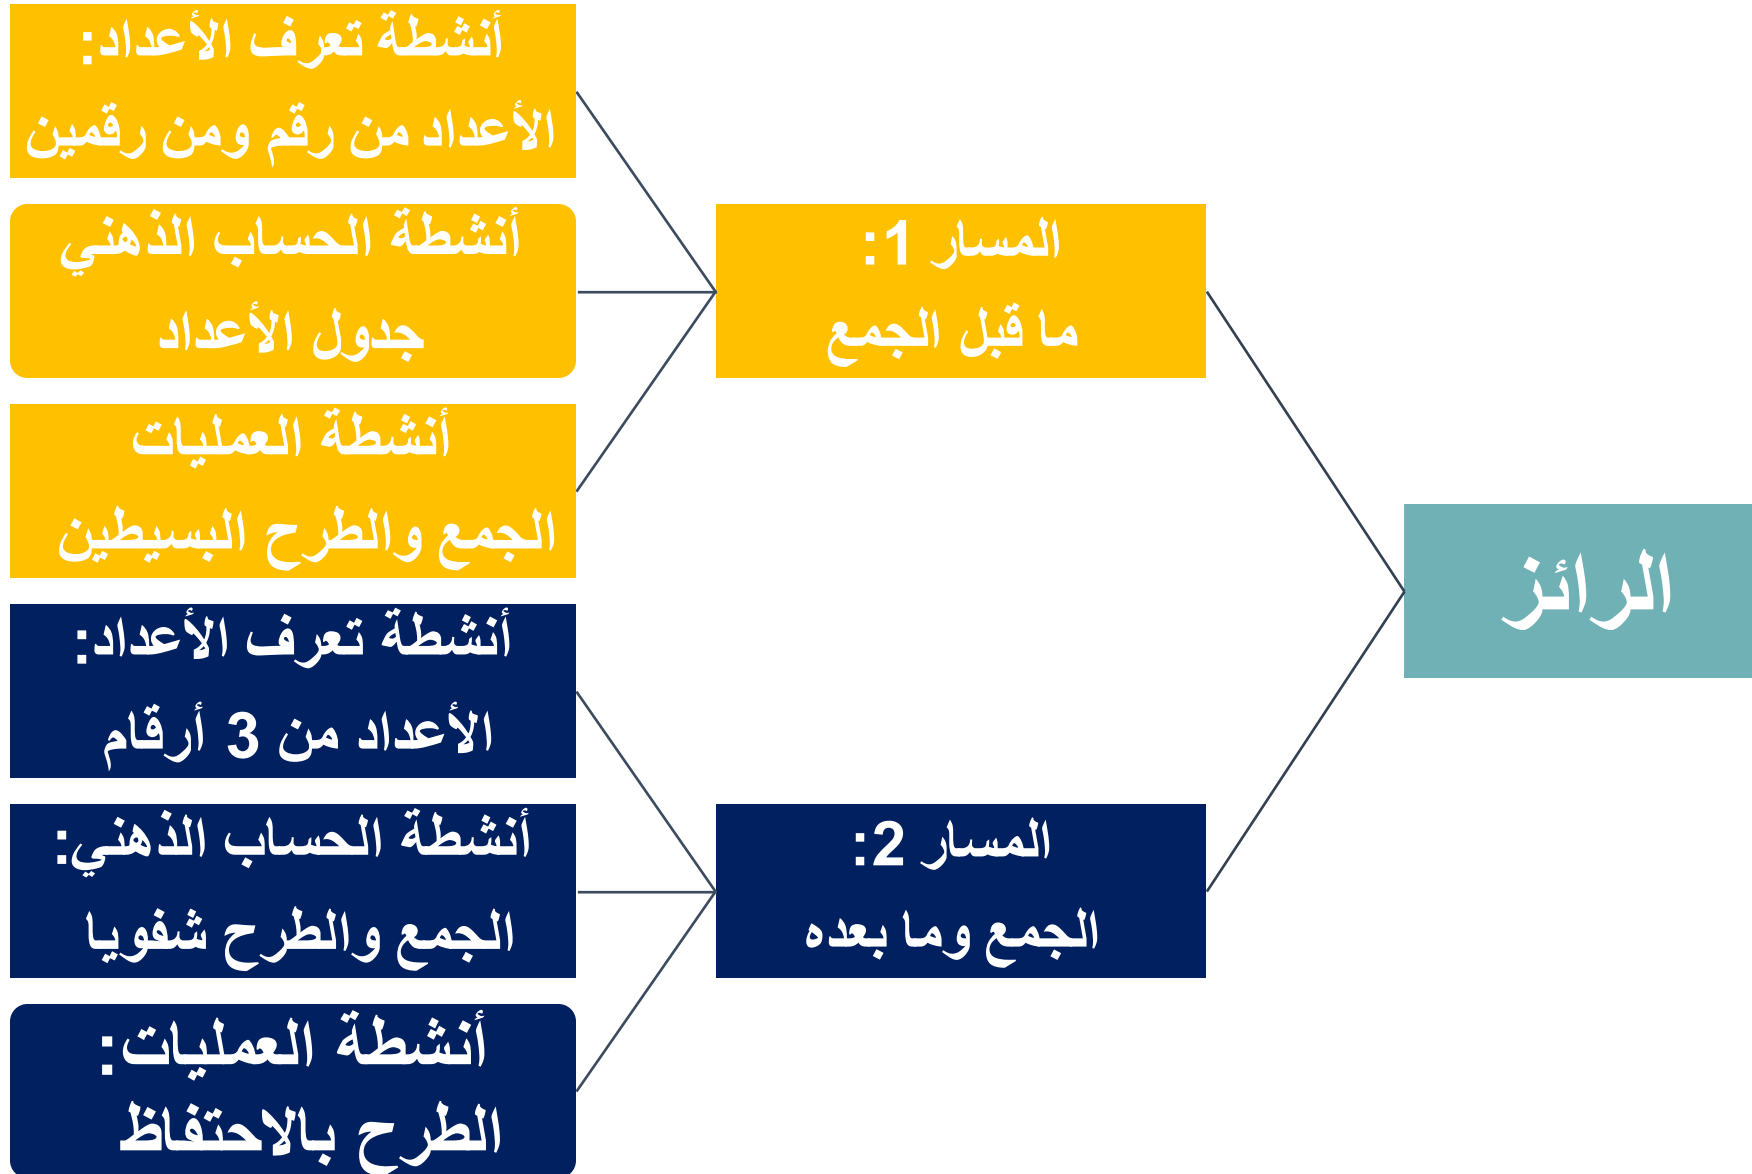 الرائز
المسار 1:
ما قبل الجمع
أنشطة تعرف الأعداد:
الأعداد من رقم ومن رقمين
أنشطة الحساب الذهني
جدول الأعداد
أنشطة العمليات
الجمع والطرح البسيطين
المسار 2:
الجمع وما بعده
أنشطة تعرف الأعداد:
الأعداد من 3 أرقام
أنشطة الحساب الذهني:
الجمع والطرح شفويا
أنشطة العمليات:
الطرح بالاحتفاظ